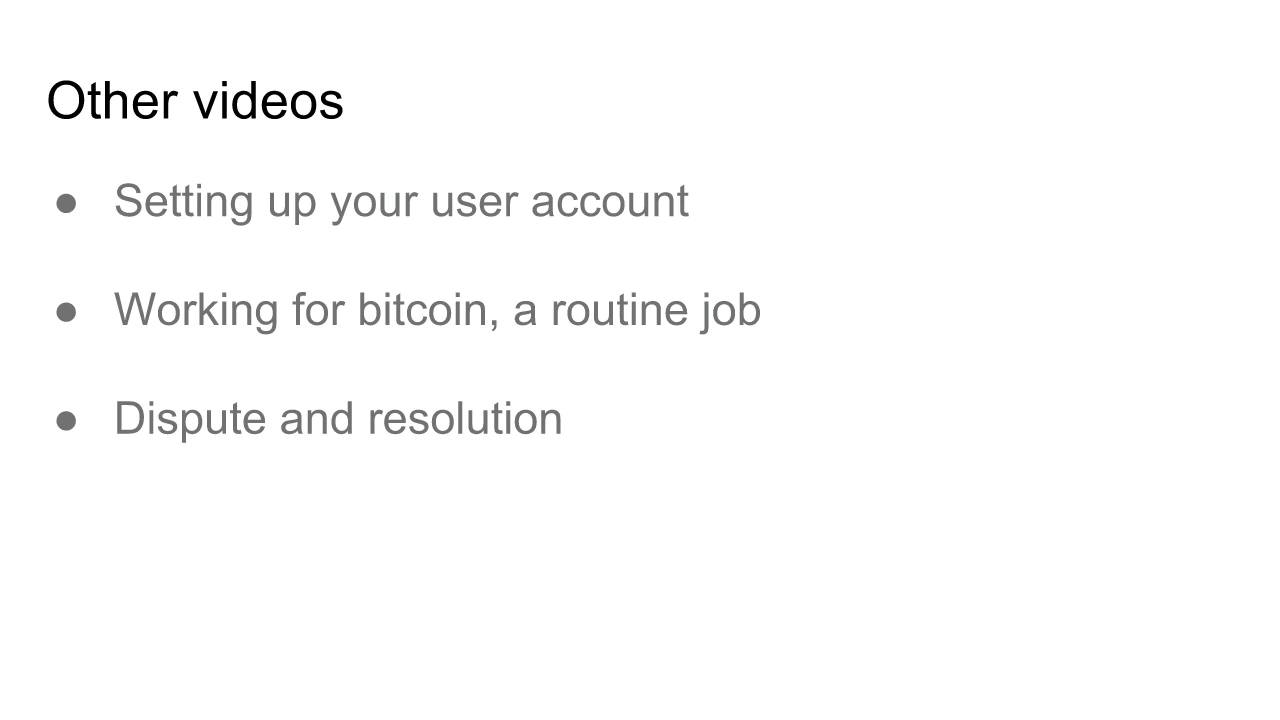 Other videos
● Setting up your user account
● Working for bitcoin, a routine job
● Dispute and resolution